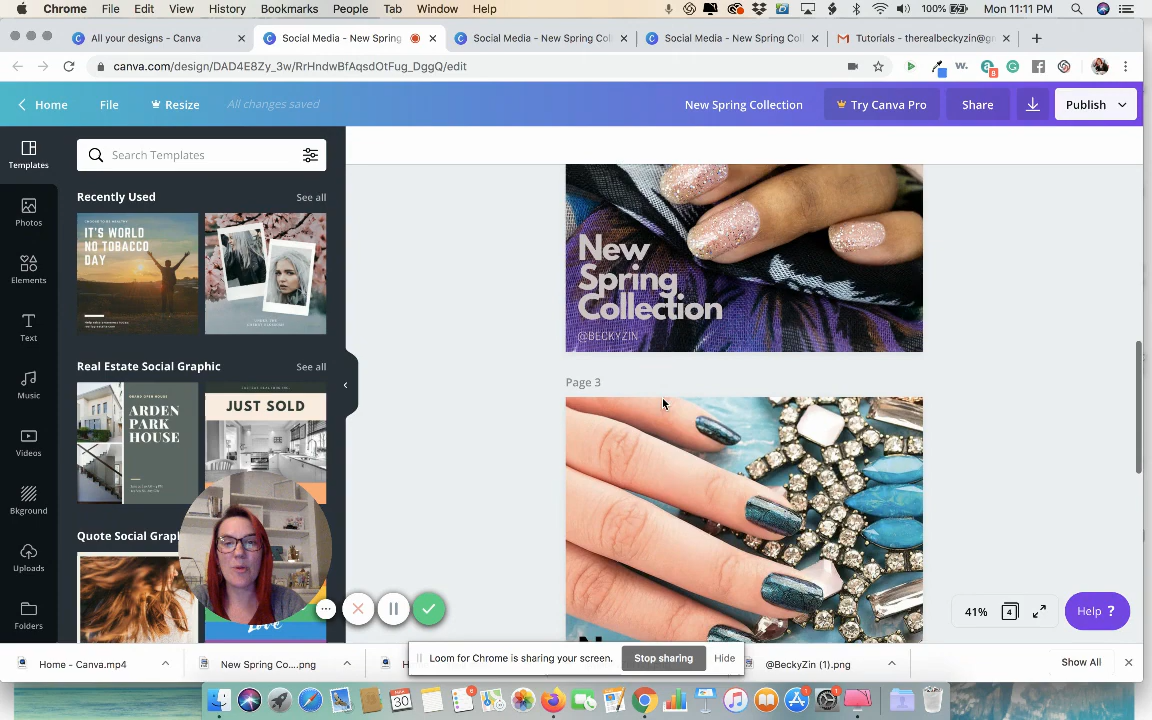 Chrome File Edit View History Bookmarks People Tab Window Help
100% Mon 11:11 PM
All your designs - Canva
Social Media - New Spring
Social Media - New Spring Coll
Social Media - New Spring Coll
Tutorials - therealbeckyzin@gm
canva.com/design/DAD4E8Zy_3w/RrHndwBfAqsdOtFug_DggQ/edit
Home File Resize All changes saved
New Spring Collection Try Canva Pro Share Publish
Templates
Photos
Elements
Text
Music
Videos
Bkground
Uploads
Folders
Search Templates
Recently Used See all
IT'S WORLD
NO TOBACCO
DAY
Real Estate Social Graphic See all
ARDEN
PARK
HOUSE
JUST SOLD
Quote Social Grap
Love
New
Spring
Collection
@BECKYZIN
Page 3
41% 4 Help ?
Loom for Chrome is sharing your screen. Stop sharing Hide
Home - Canva.mp4
New Spring Co....png
@BeckyZin (1).png
Show All
30